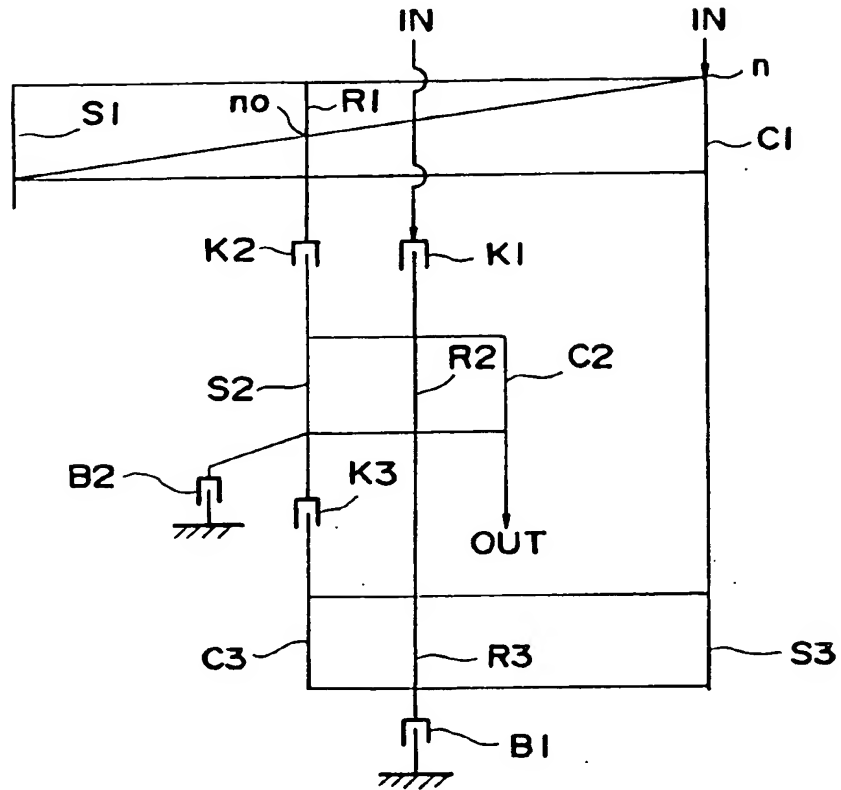 IN IN
n
S1 no R1
C1
K2 K1
R2 C2
S2
B2 K3
OUT
C3 R3 S3
B1